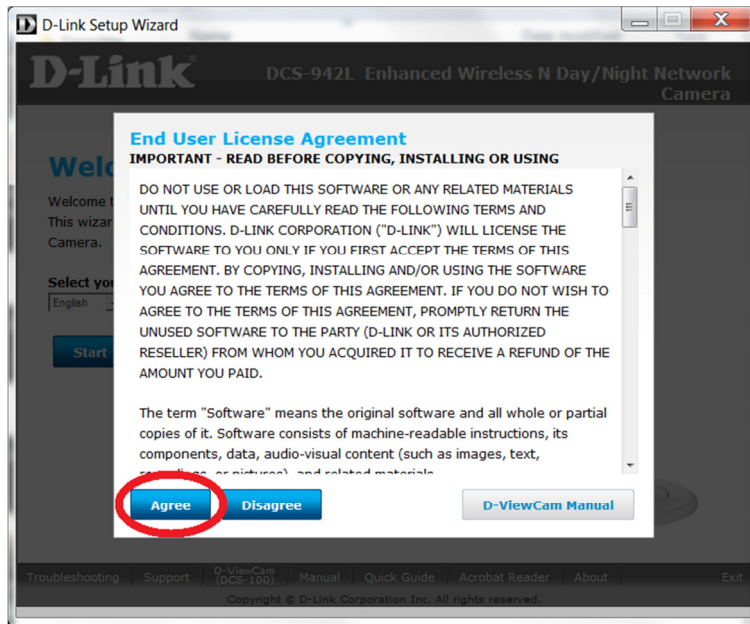 D-Link Setup Wizard
D-Link
DCS-942L Enhanced Wireless N Day/Night Network
Camera
End User License Agreement
IMPORTANT - READ BEFORE COPYING, INSTALLING OR USING
DO NOT USE OR LOAD THIS SOFTWARE OR ANY RELATED MATERIALS
UNTIL YOU HAVE CAREFULLY READ THE FOLLOWING TERMS AND
CONDITIONS. D-LINK CORPORATION ("D-LINK") WILL LICENSE THE
SOFTWARE TO YOU ONLY IF YOU FIRST ACCEPT THE TERMS OF THIS
AGREEMENT. BY COPYING, INSTALLING AND/OR USING THE SOFTWARE
YOU AGREE TO THE TERMS OF THIS AGREEMENT. IF YOU DO NOT WISH TO
AGREE TO THE TERMS OF THIS AGREEMENT, PROMPTLY RETURN THE
UNUSED SOFTWARE TO THE PARTY (D-LINK OR ITS AUTHORIZED
RESELLER) FROM WHOM YOU ACQUIRED IT TO RECEIVE A REFUND OF THE
AMOUNT YOU PAID.
The term "Software" means the original software and all whole or partial
copies of it. Software consists of machine-readable instructions, its
components, data, audio-visual content (such as images, text,
recordings, or pictures), and related materials.
Agree
Disagree
D-ViewCam Manual
Welc
Welcome t
This wizar
Camera.
Select you
English
Start
Troubleshooting
Support
D-ViewCam
(DCS-100)
Manual
Quick Guide
Acrobat Reader
About
Exit
Copyright © D-Link Corporation Inc. All rights reserved.